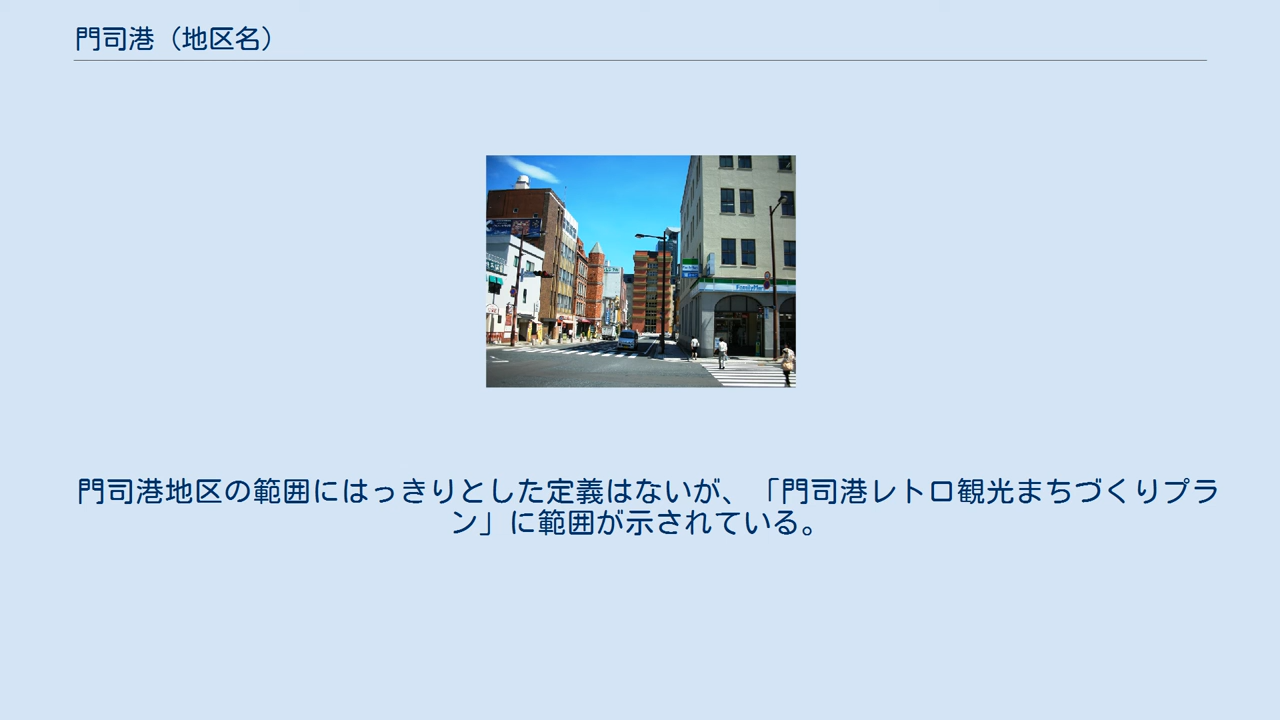 門司港（地区名）
FamilyMart
門司港地区の範囲にはっきりとした定義はないが、「門司港レトロ観光まちづくりプラ
ン」に範囲が示されている。